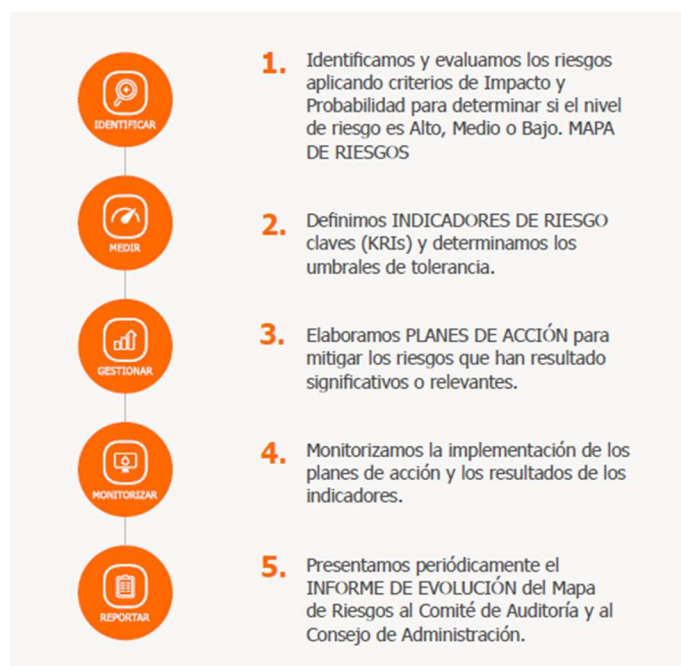 IDENTIFICAR
1. Identificamos y evaluamos los riesgos
aplicando criterios de Impacto y
Probabilidad para determinar si el nivel
de riesgo es Alto, Medio o Bajo. MAPA
DE RIESGOS
MEDIR
2. Definimos INDICADORES DE RIESGO
claves (KRIs) y determinamos los
umbrales de tolerancia.
GESTIONAR
3. Elaboramos PLANES DE ACCIÓN para
mitigar los riesgos que han resultado
significativos o relevantes.
MONITORIZAR
4. Monitorizamos la implementación de los
planes de acción y los resultados de los
indicadores.
REPORTAR
5. Presentamos periódicamente el
INFORME DE EVOLUCIÓN del Mapa
de Riesgos al Comité de Auditoría y al
Consejo de Administración.